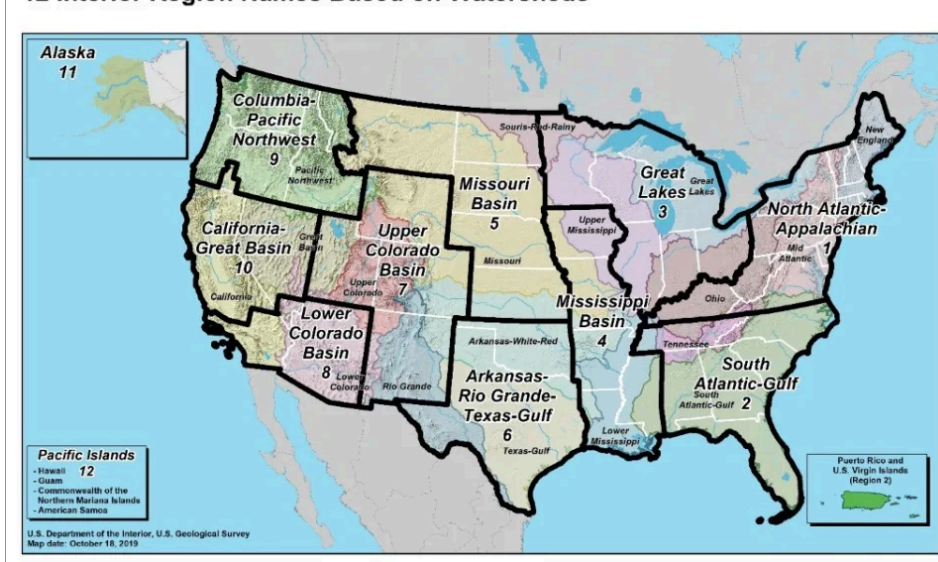 12 Interior Region Names Based on Watersheds
Alaska
11
Columbia-
Pacific
Northwest
9
Pacific
Northwest
Souris-Red-Rainy
New
England
Great
Lakes
3
Great
Lakes
Missouri
Basin
5
North Atlantic-
Appalachian
1
Mid
Atlantic
California-
Great Basin
10
Great
Basin
California
Upper
Colorado
Basin
7
Upper
Colorado
Missouri
Upper
Mississippi
Ohio
Mississippi
Basin
4
Lower
Colorado
Basin
8
Lower
Colorado
Rio Grande
Arkansas-White-Red
Arkansas-
Rio Grande-
Texas-Gulf
6
Texas-Gulf
Tennessee
South
Atlantic-Gulf
2
South
Atlantic-Gulf
Lower
Mississippi
Pacific Islands
12
- Hawaii
- Guam
- Commonwealth of the
Northern Mariana Islands
- American Samoa
Puerto Rico and
U.S. Virgin Islands
(Region 2)
U.S. Department of the Interior, U.S. Geological Survey
Map date: October 18, 2019